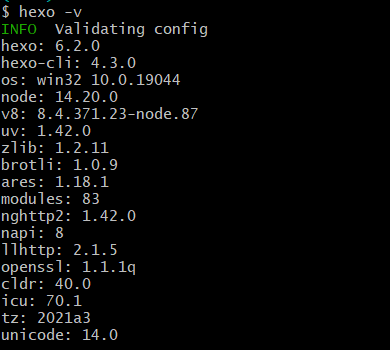 $ hexo -v
INFO  Validating config
hexo: 6.2.0
hexo-cli: 4.3.0
os: win32 10.0.19044
node: 14.20.0
v8: 8.4.371.23-node.87
uv: 1.42.0
zlib: 1.2.11
brotli: 1.0.9
ares: 1.18.1
modules: 83
nghttp2: 1.42.0
napi: 8
llhttp: 2.1.5
openssl: 1.1.1q
cldr: 40.0
icu: 70.1
tz: 2021a3
unicode: 14.0